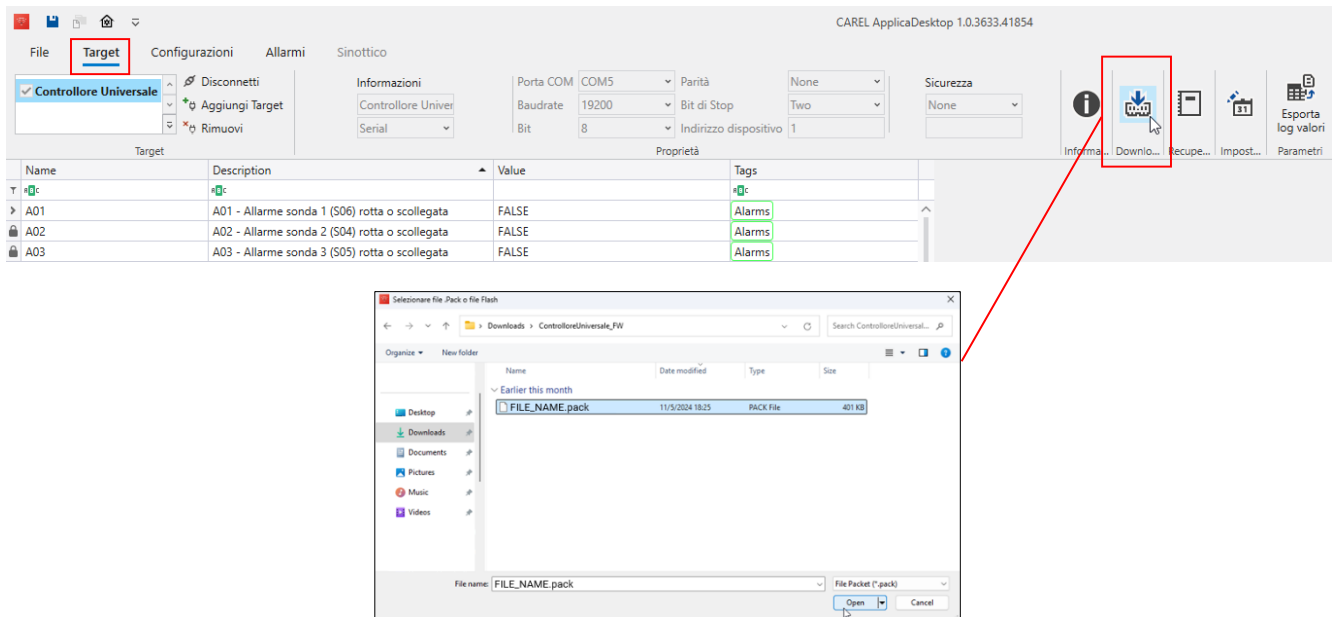 CAREL ApplicaDesktop 1.0.3633.41854
File Target Configurazioni Allarmi Sinottico
Controllore Universale
Disconnetti
Aggiungi Target
Rimuovi
Target
Informazioni
Controllore Univer
Serial
Porta COM COM5 Parità None
Baudrate 19200 Bit di Stop Two
Bit 8 Indirizzo dispositivo 1
Proprietà
Sicurezza
None
Informa...
Downlo...
Recupe...
31
Impost...
Esporta
log valori
Parametri
Name Description Value Tags
ABC ABC ABC
A01 A01 - Allarme sonda 1 (S06) rotta o scollegata FALSE Alarms
A02 A02 - Allarme sonda 2 (S04) rotta o scollegata FALSE Alarms
A03 A03 - Allarme sonda 3 (S05) rotta o scollegata FALSE Alarms
Selezionare file .Pack o file Flash
Downloads > ControlloreUniversale_FW
Search ControlloreUniversal...
Organize New folder
Name Date modified Type Size
Earlier this month
FILE_NAME.pack 11/5/2024 18:25 PACK File 401 KB
Desktop
Downloads
Documents
Pictures
Music
Videos
File name: FILE_NAME.pack File Packet (*.pack)
Open Cancel